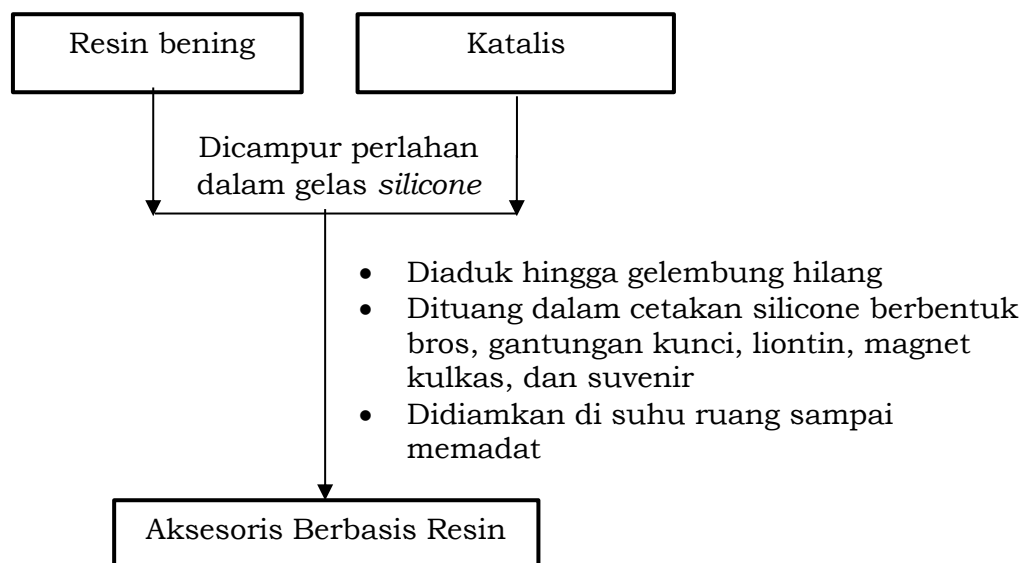 Resin bening
Katalis
Dicampur perlahan
dalam gelas silicone
• Diaduk hingga gelembung hilang
• Dituang dalam cetakan silicone berbentuk
bros, gantungan kunci, liontin, magnet
kulkas, dan suvenir
• Didiamkan di suhu ruang sampai
memadat
Aksesoris Berbasis Resin